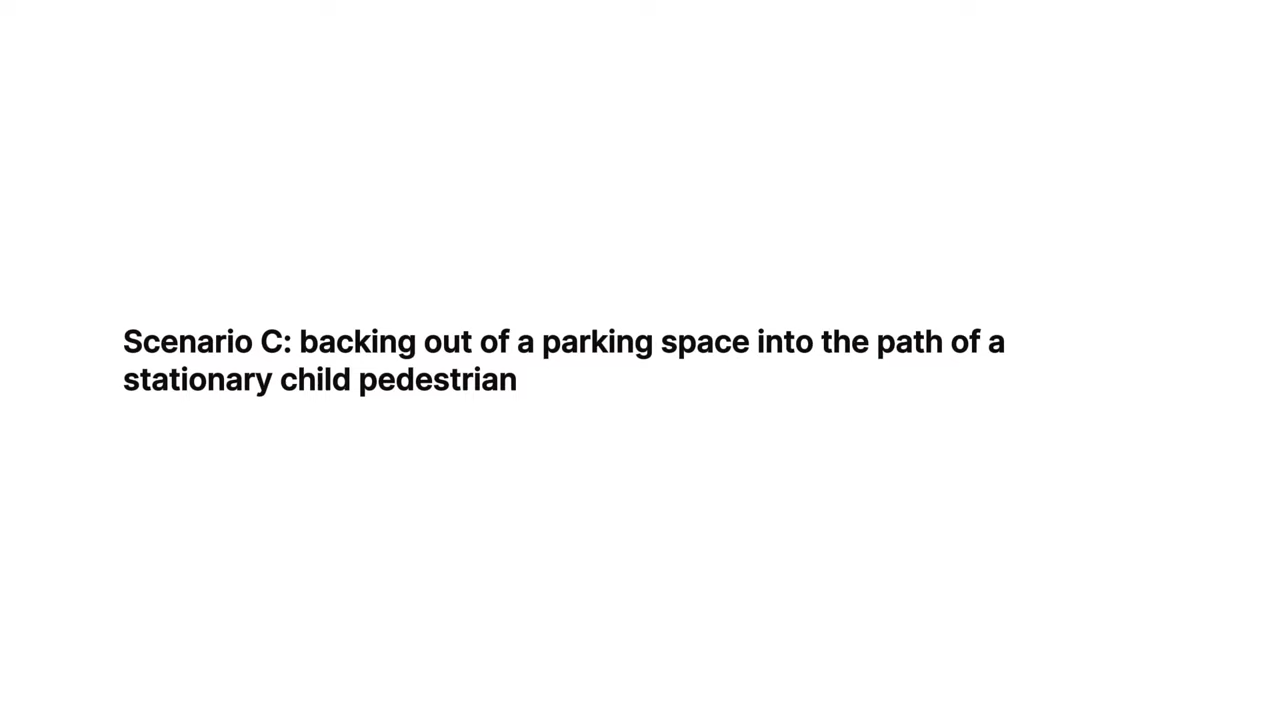 Scenario C: backing out of a parking space into the path of a
stationary child pedestrian